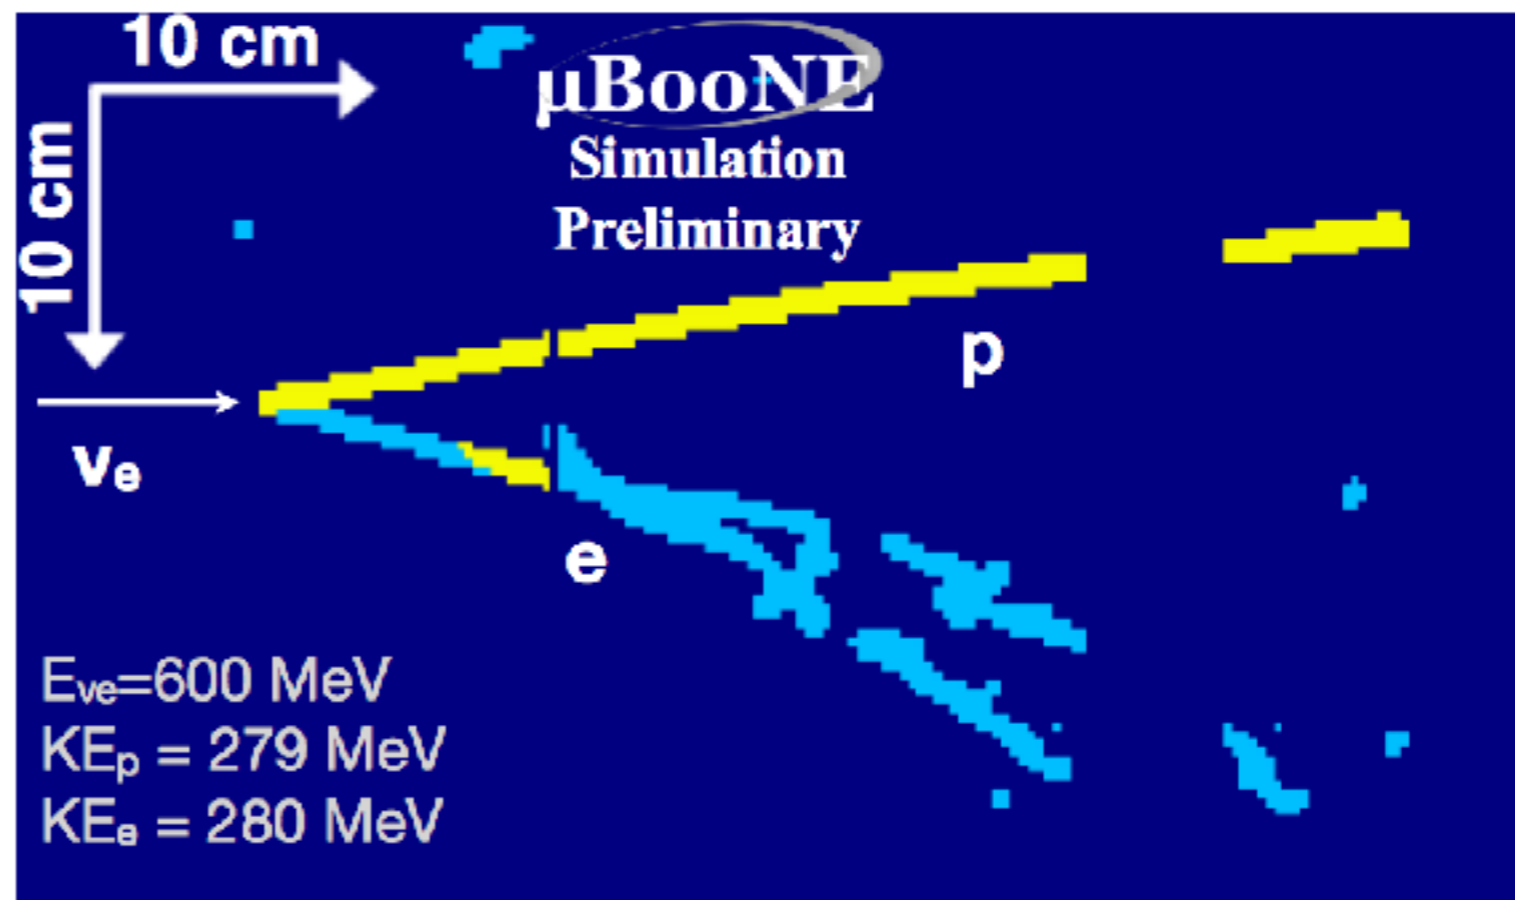 10 cm
10 cm
µBooNE
Simulation
Preliminary
p
νe
e
Eνe=600 MeV
KEp = 279 MeV
KEe = 280 MeV